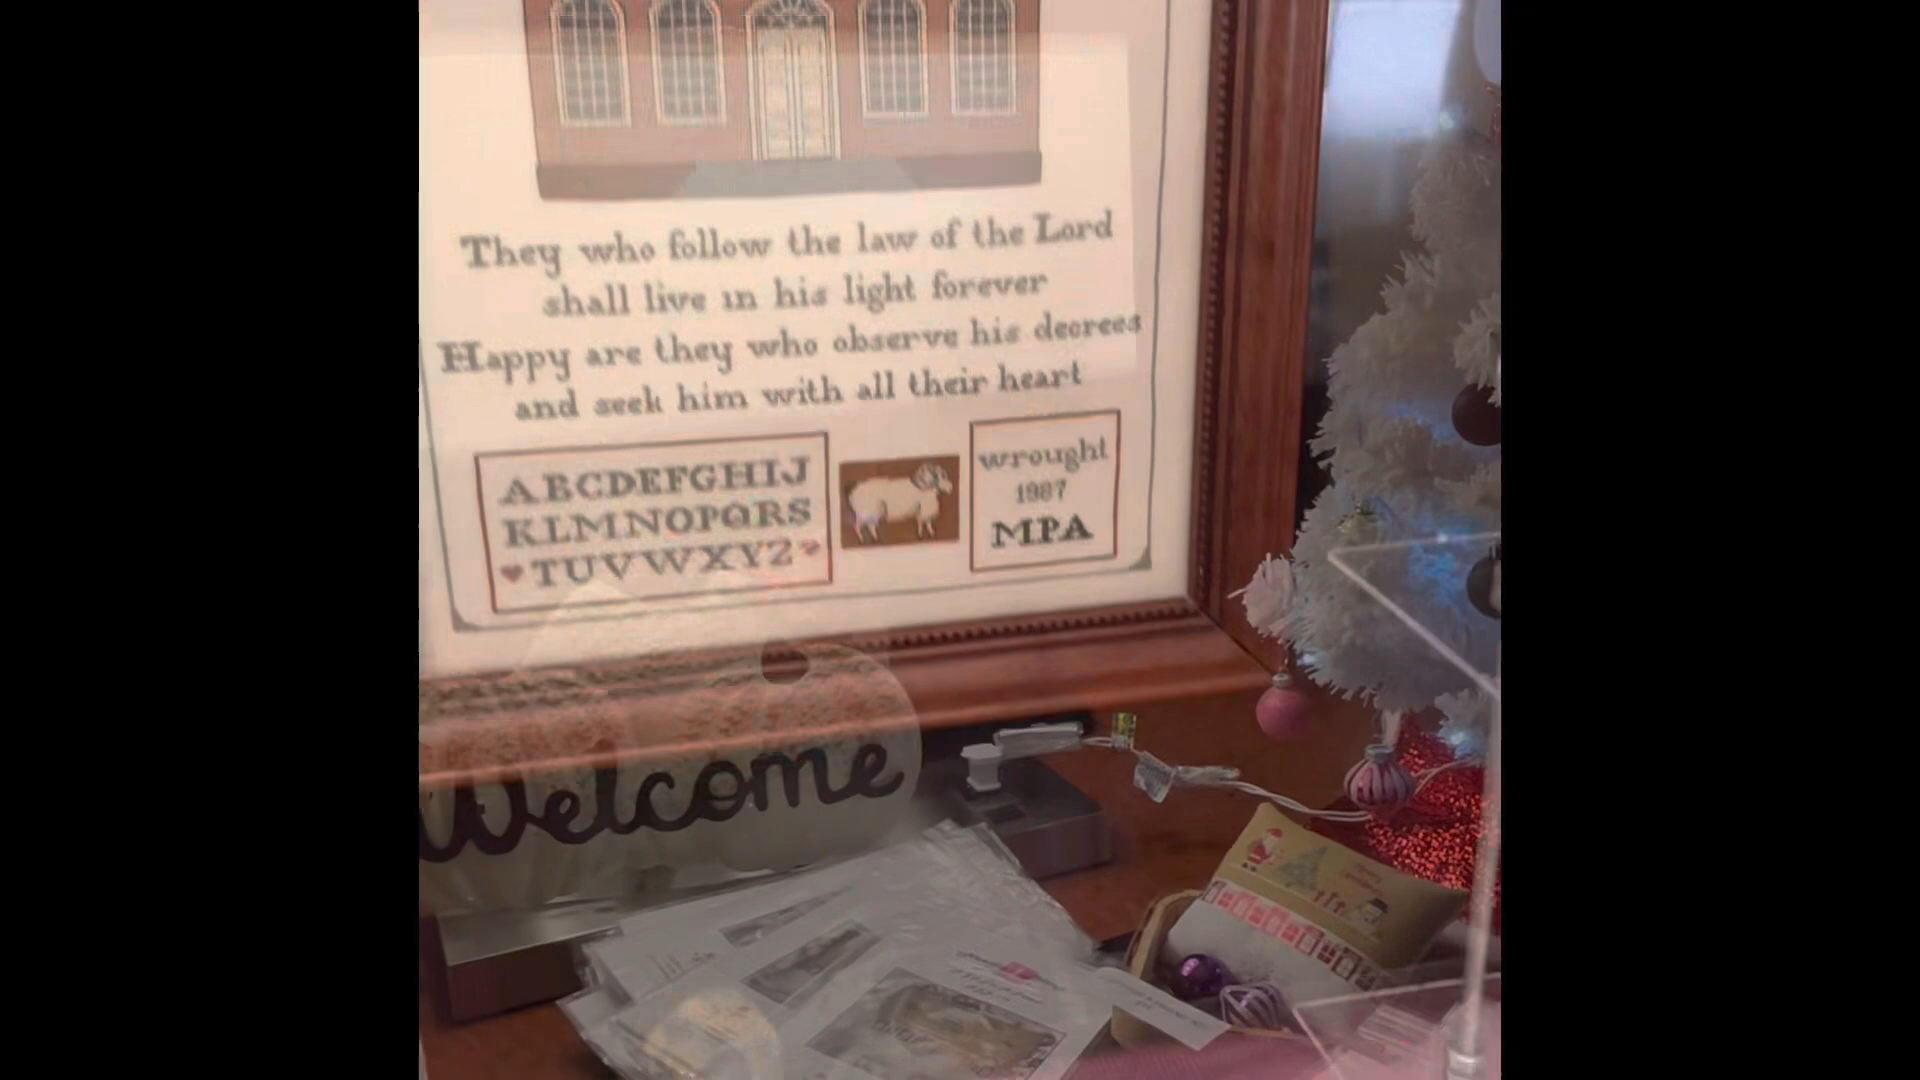 They who follow the law of the Lord
shall live in his light forever
Happy are they who observe his decrees
and seek him with all their heart
ABCDEFGHIJ
KLMNOPQRS
TUVWXYZ
wrought
1987
MPA
Welcome